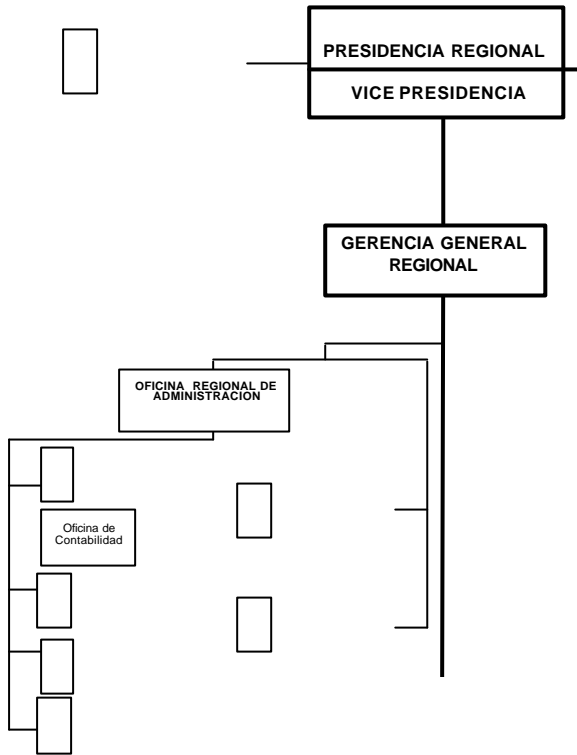 PRESIDENCIA REGIONAL
VICE PRESIDENCIA
GERENCIA GENERAL
REGIONAL
OFICINA REGIONAL DE
ADMINISTRACION
Oficina de
Contabilidad